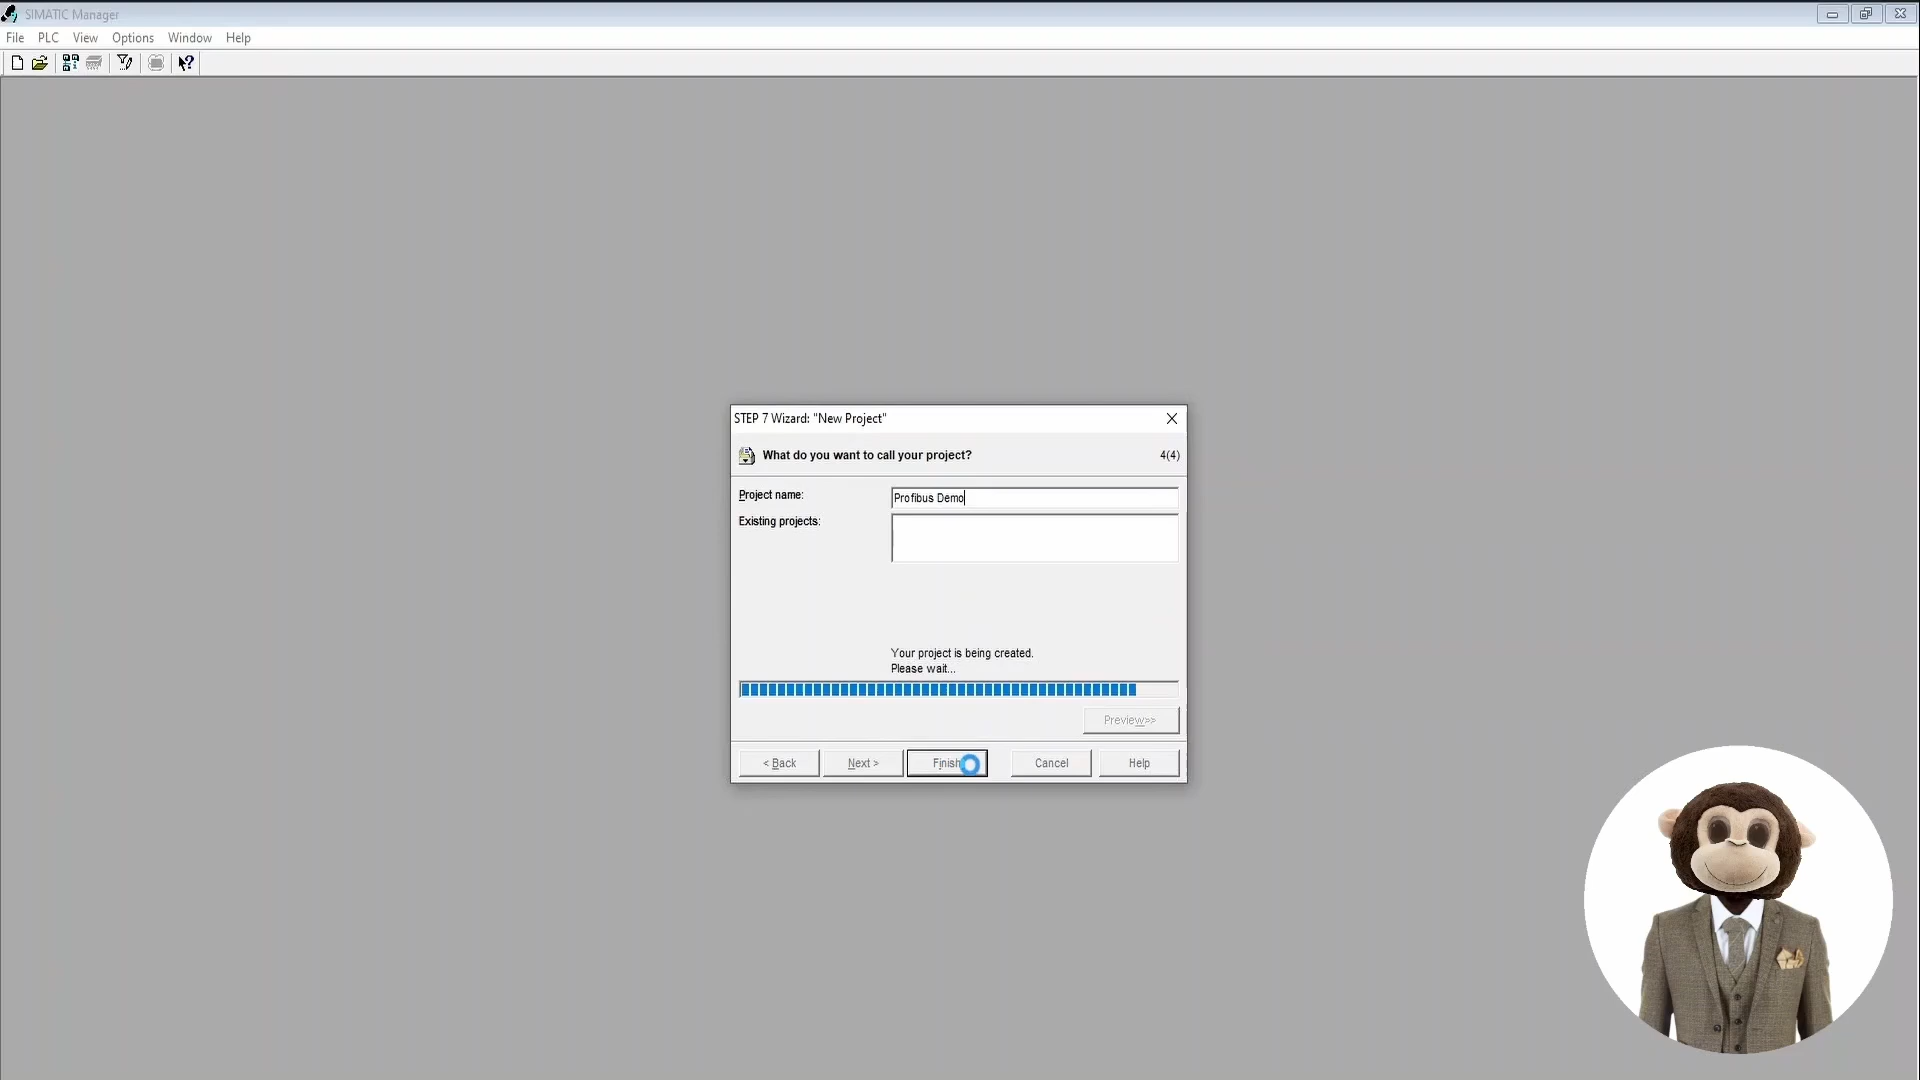 SIMATIC Manager
File PLC View Options Window Help
STEP 7 Wizard: "New Project"
What do you want to call your project? 4(4)
Project name: Profibus Demo
Existing projects:
Your project is being created.
Please wait...
Preview>>
< Back Next > Finish Cancel Help